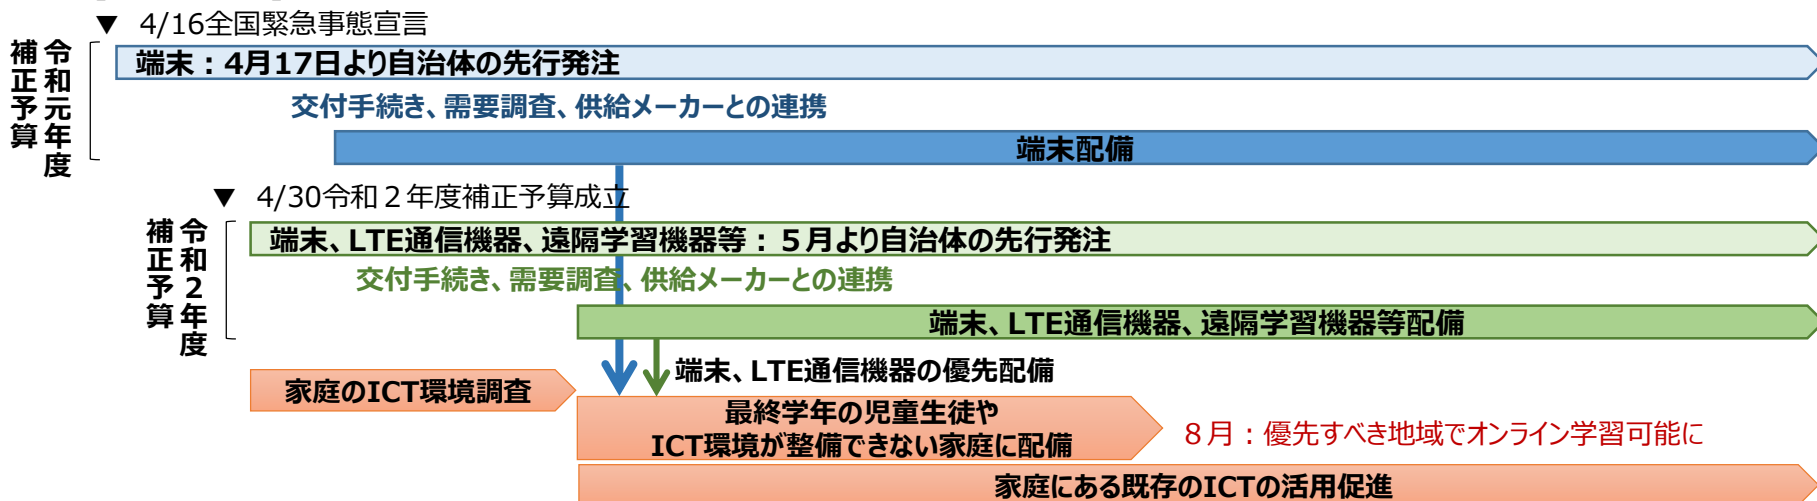 ▼ 4/16全国緊急事態宣言
令和元年度
補正予算
端末：4月17日より自治体の先行発注
交付手続き、需要調査、供給メーカーとの連携
端末配備
▼ 4/30令和２年度補正予算成立
令和２年度
補正予算
端末、LTE通信機器、遠隔学習機器等：５月より自治体の先行発注
交付手続き、需要調査、供給メーカーとの連携
端末、LTE通信機器、遠隔学習機器等配備
端末、LTE通信機器の優先配備
家庭のICT環境調査
最終学年の児童生徒や
ICT環境が整備できない家庭に配備
８月：優先すべき地域でオンライン学習可能に
家庭にある既存のICTの活用促進